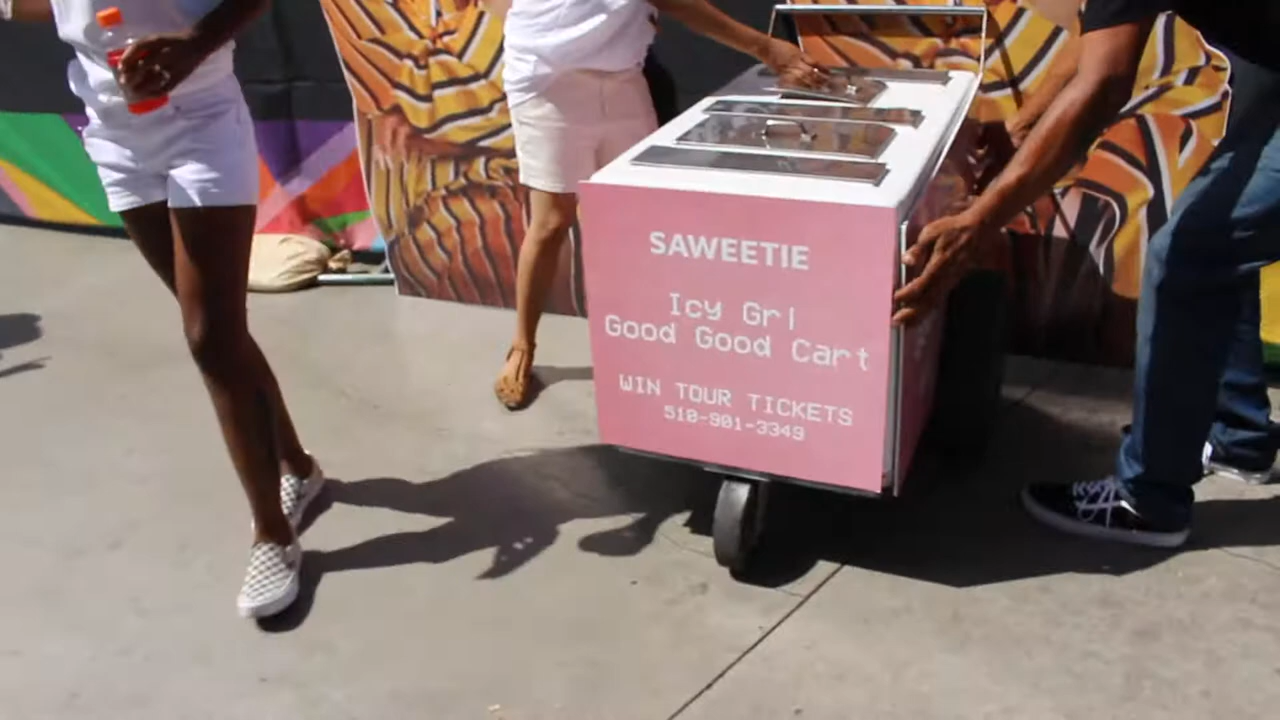 SAWEETIE
Icy Grl
Good Good Cart
WIN TOUR TICKETS
510-901-3349